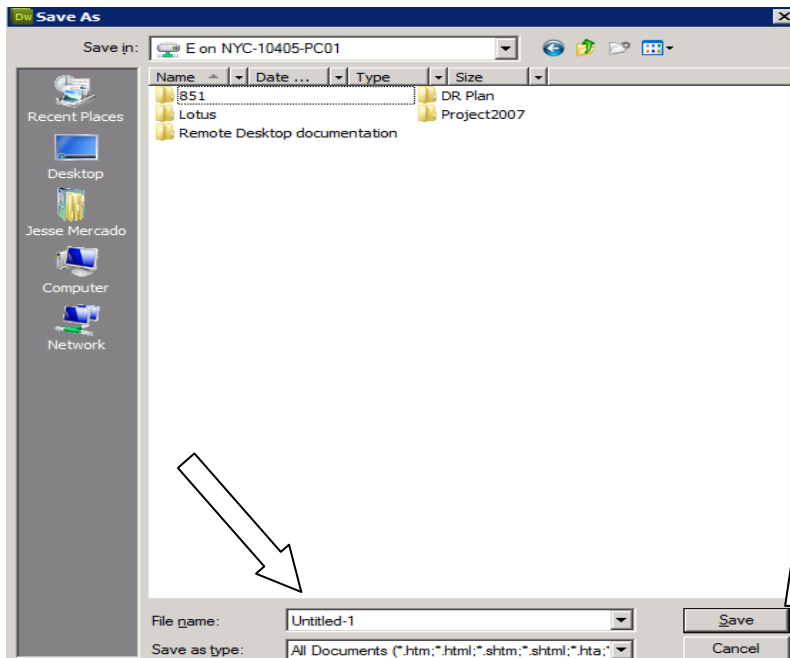 Dw Save As
Save in: E on NYC-10405-PC01
Name Date ... Type Size
851 DR Plan
Lotus Project2007
Remote Desktop documentation
Recent Places
Desktop
Jesse Mercado
Computer
Network
File name: Untitled-1 Save
Save as type: All Documents (*.htm;*.html;*.shtm;*.shtml;*.hta;* Cancel